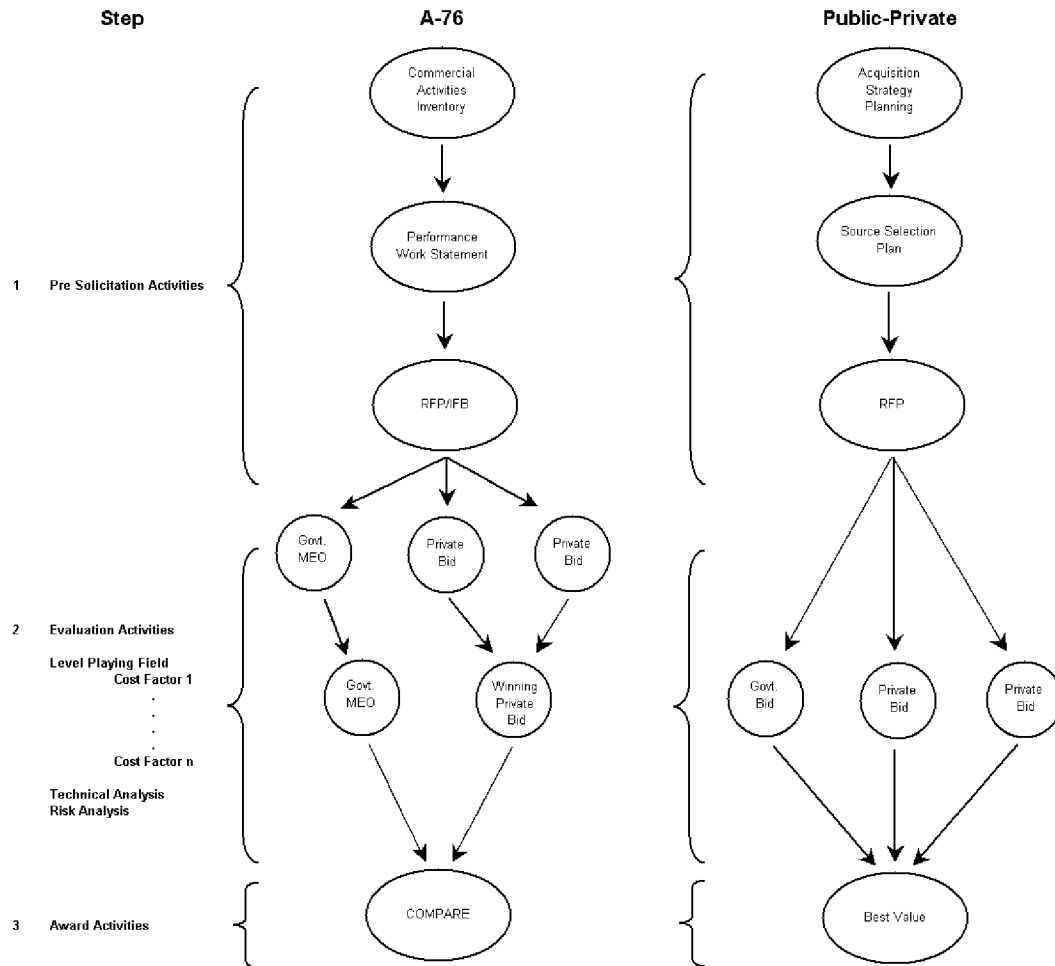 Step
A-76
Public-Private
Commercial
Activities
Inventory
Acquisition
Strategy
Planning
Performance
Work Statement
Source Selection
Plan
1 Pre Solicitation Activities
RFP/IFB
RFP
Govt.
MEO
Private
Bid
Private
Bid
2 Evaluation Activities
Level Playing Field
Cost Factor 1
.
.
.
.
Cost Factor n
Technical Analysis
Risk Analysis
Govt.
MEO
Winning
Private
Bid
Govt.
Bid
Private
Bid
Private
Bid
3 Award Activities
COMPARE
Best Value